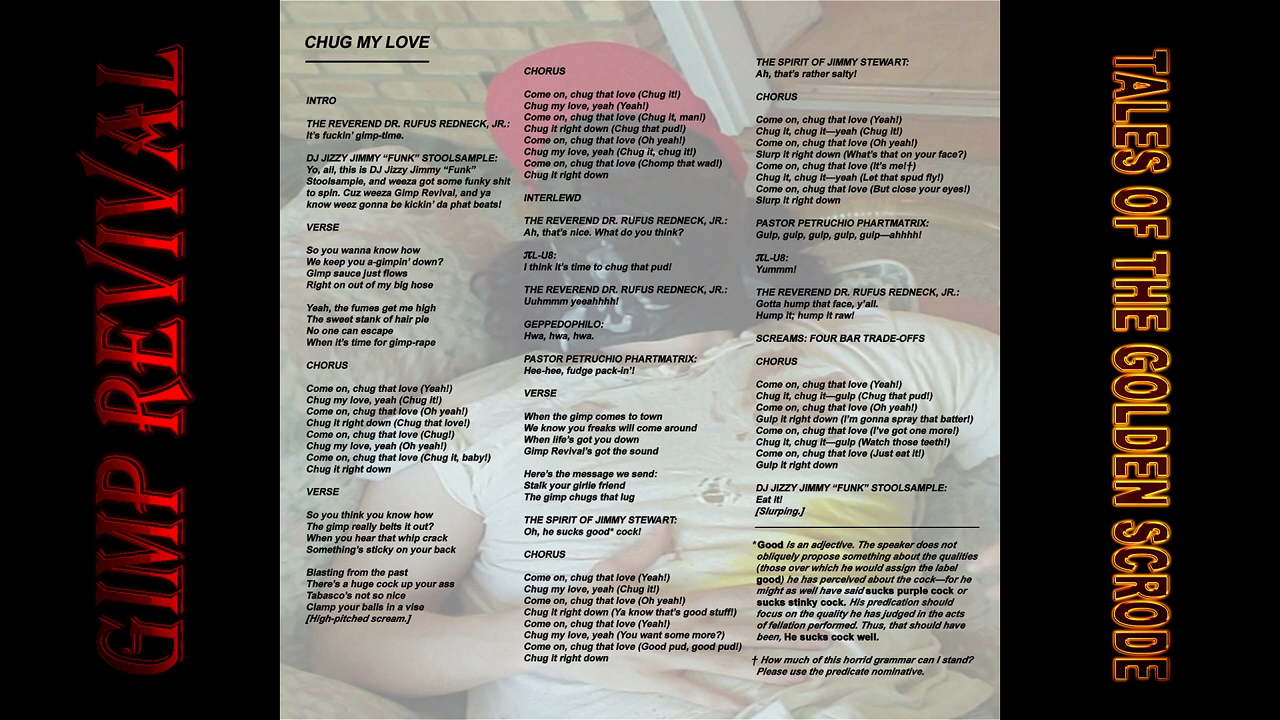 GIMP REVIVAL
CHUG MY LOVE
INTRO
THE REVEREND DR. RUFUS REDNECK, JR.:
It's fuckin' gimp-time.
DJ JIZZY JIMMY “FUNK” STOOLSAMPLE:
Yo, all, this is DJ Jizzy Jimmy “Funk”
Stoolsample, and weeza got some funky shit
to spin. Cuz weeza Gimp Revival, and ya
know weez gonna be kickin' da phat beats!
VERSE
So you wanna know how
We keep you a-gimpin' down?
Gimp sauce just flows
Right on out of my big hose
Yeah, the fumes get me high
The sweet stank of hair pie
No one can escape
When it's time for gimp-rape
CHORUS
Come on, chug that love (Yeah!)
Chug my love, yeah (Chug it!)
Come on, chug that love (Oh yeah!)
Chug it right down (Chug that love!)
Come on, chug that love (Chug!)
Chug my love, yeah (Oh yeah!)
Come on, chug that love (Chug it, baby!)
Chug it right down
VERSE
So you think you know how
The gimp really belts it out?
When you hear that whip crack
Something's sticky on your back
Blasting from the past
There's a huge cock up your ass
Tabasco's not so nice
Clamp your balls in a vise
[High-pitched scream.]
CHORUS
Come on, chug that love (Chug it!)
Chug my love, yeah (Yeah!)
Come on, chug that love (Chug it, man!)
Chug it right down (Chug that pud!)
Come on, chug that love (Oh yeah!)
Chug my love, yeah (Chug it, chug it!)
Come on, chug that love (Chomp that wad!)
Chug it right down
INTERLEWD
THE REVEREND DR. RUFUS REDNECK, JR.:
Ah, that's nice. What do you think?
πL-U8:
I think it's time to chug that pud!
THE REVEREND DR. RUFUS REDNECK, JR.:
Uuhmmm yeeahhhh!
GEPPEDOPHILO:
Hwa, hwa, hwa.
PASTOR PETRUCHIO PHARTMATRIX:
Hee-hee, fudge pack-in'!
VERSE
When the gimp comes to town
We know you freaks will come around
When life's got you down
Gimp Revival's got the sound
Here's the message we send:
Stalk your girlie friend
The gimp chugs that lug
THE SPIRIT OF JIMMY STEWART:
Oh, he sucks good* cock!
CHORUS
Come on, chug that love (Yeah!)
Chug my love, yeah (Chug it!)
Come on, chug that love (Oh yeah!)
Chug it right down (Ya know that's good stuff!)
Come on, chug that love (Yeah!)
Chug my love, yeah (You want some more?)
Come on, chug that love (Good pud, good pud!)
Chug it right down
THE SPIRIT OF JIMMY STEWART:
Ah, that's rather salty!
CHORUS
Come on, chug that love (Yeah!)
Chug it, chug it—yeah (Chug it!)
Come on, chug that love (Oh yeah!)
Slurp it right down (What's that on your face?)
Come on, chug that love (It's me!†)
Chug it, chug it—yeah (Let that spud fly!)
Come on, chug that love (But close your eyes!)
Slurp it right down
PASTOR PETRUCHIO PHARTMATRIX:
Gulp, gulp, gulp, gulp, gulp—ahhhh!
πL-U8:
Yummm!
THE REVEREND DR. RUFUS REDNECK, JR.:
Gotta hump that face, y'all.
Hump it; hump it raw!
SCREAMS: FOUR BAR TRADE-OFFS
CHORUS
Come on, chug that love (Yeah!)
Chug it, chug it—gulp (Chug that pud!)
Come on, chug that love (Oh yeah!)
Gulp it right down (I'm gonna spray that batter!)
Come on, chug that love (I've got one more!)
Chug it, chug it—gulp (Watch those teeth!)
Come on, chug that love (Just eat it!)
Gulp it right down
DJ JIZZY JIMMY “FUNK” STOOLSAMPLE:
Eat it!
[Slurping.]
*Good is an adjective. The speaker does not
obliquely propose something about the qualities
(those over which he would assign the label
good) he has perceived about the cock—for he
might as well have said sucks purple cock or
sucks stinky cock. His predication should
focus on the quality he has judged in the acts
of fellation performed. Thus, that should have
been, He sucks cock well.
† How much of this horrid grammar can I stand?
Please use the predicate nominative.
TALES OF THE GOLDEN SCRODE